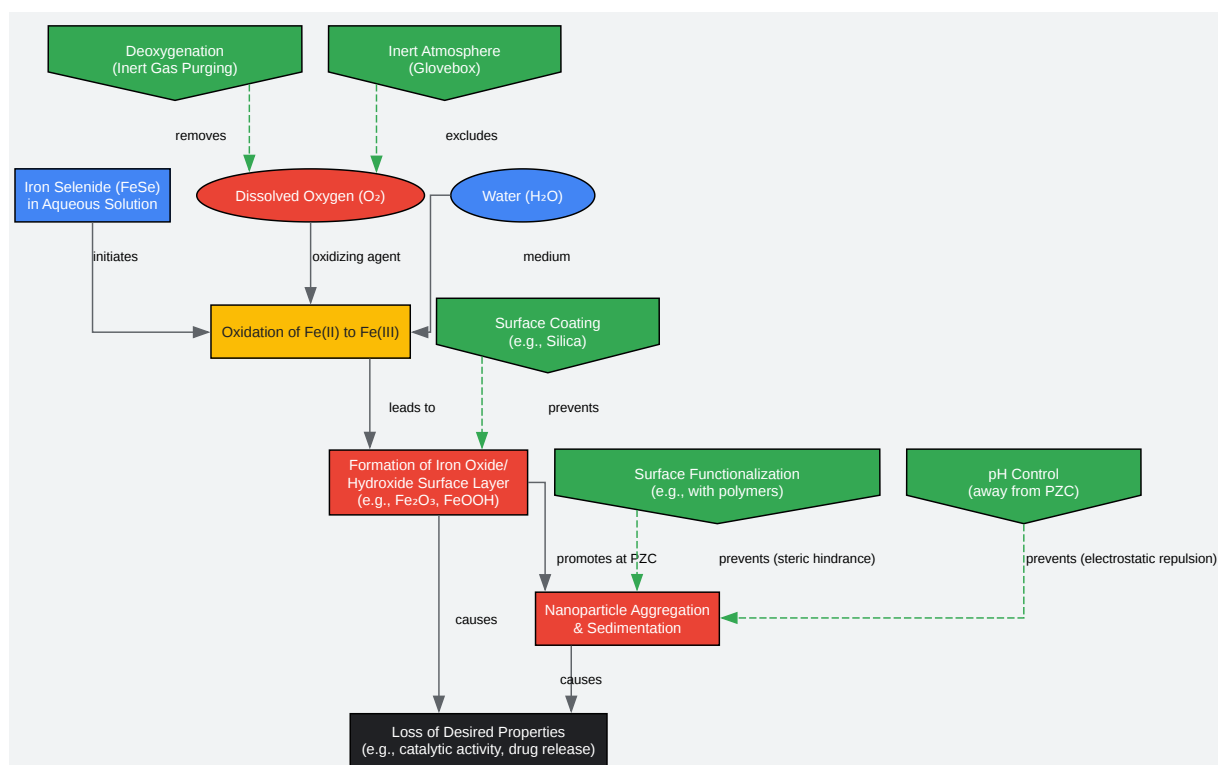 Deoxygenation
(Inert Gas Purging)
Inert Atmosphere
(Glovebox)
removes
excludes
Iron Selenide (FeSe)
in Aqueous Solution
Dissolved Oxygen (O₂)
Water (H₂O)
initiates
oxidizing agent
medium
Surface Coating
(e.g., Silica)
Oxidation of Fe(II) to Fe(III)
leads to
prevents
Formation of Iron Oxide/
Hydroxide Surface Layer
(e.g., Fe₂O₃, FeOOH)
Surface Functionalization
(e.g., with polymers)
pH Control
(away from PZC)
promotes at PZC
prevents (steric hindrance)
prevents (electrostatic repulsion)
Nanoparticle Aggregation
& Sedimentation
causes
causes
Loss of Desired Properties
(e.g., catalytic activity, drug release)